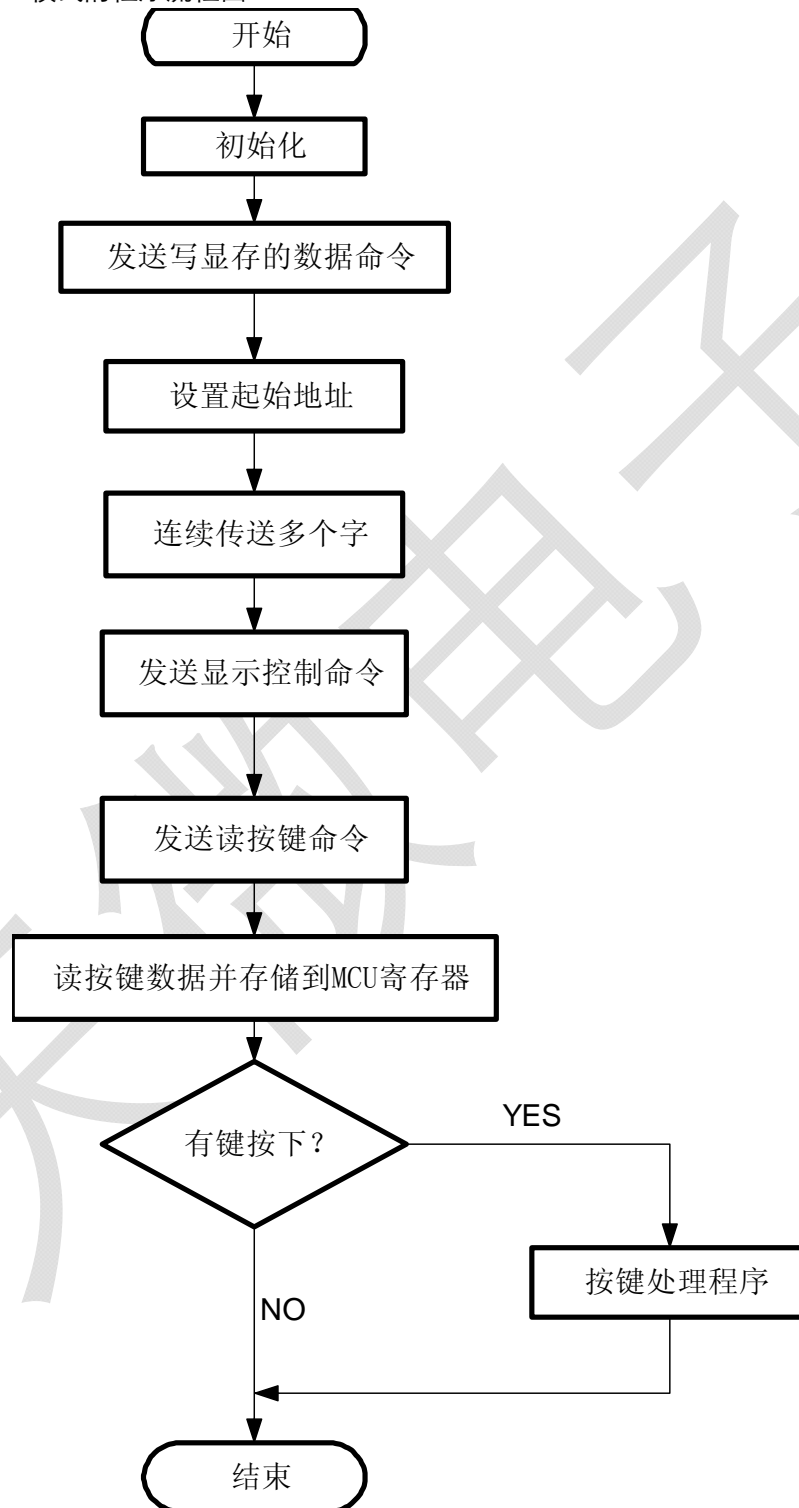 开始
初始化
发送写显存的数据命令
设置起始地址
连续传送多个字
发送显示控制命令
发送读按键命令
读按键数据并存储到MCU寄存器
有键按下？
YES
按键处理程序
NO
结束